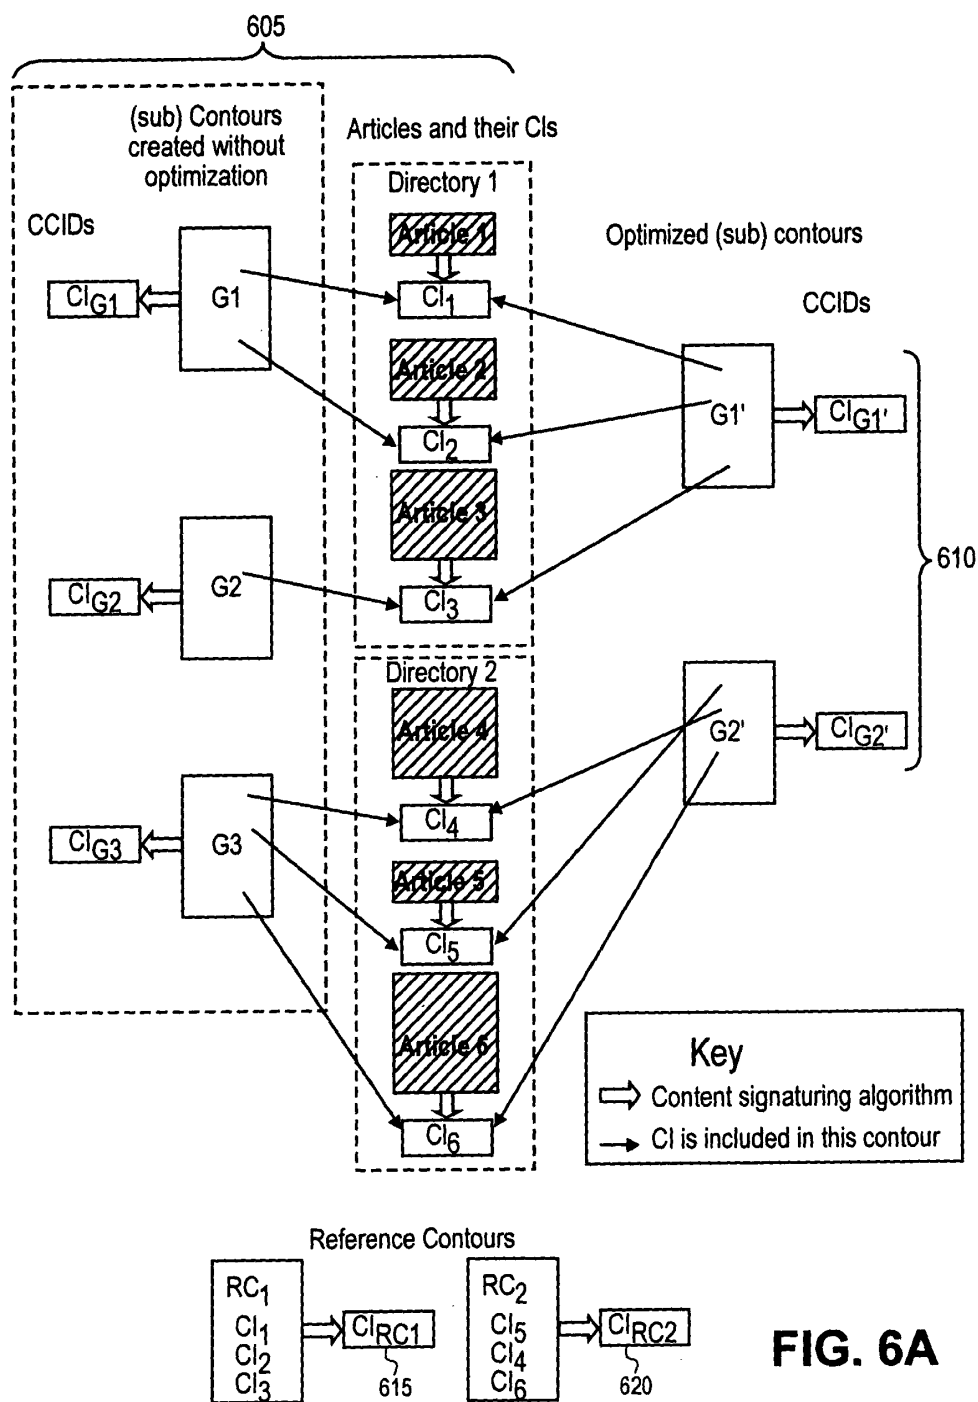 605
(sub) Contours
created without
optimization
Articles and their CIs
CCIDs
Directory 1
Article 1
Optimized (sub) contours
CI1
CCIDs
G1
CIG1
Article 2
CI2
G1'
CIG1'
Article 3
G2
CIG2
CI3
610
Directory 2
Article 4
G2'
CIG2'
CI4
G3
CIG3
Article 5
CI5
Article 6
CI6
Key
Content signaturing algorithm
CI is included in this contour
Reference Contours
RC1
CI1
CI2
CI3
CIRC1
615
RC2
CI5
CI4
CI6
CIRC2
620
FIG. 6A